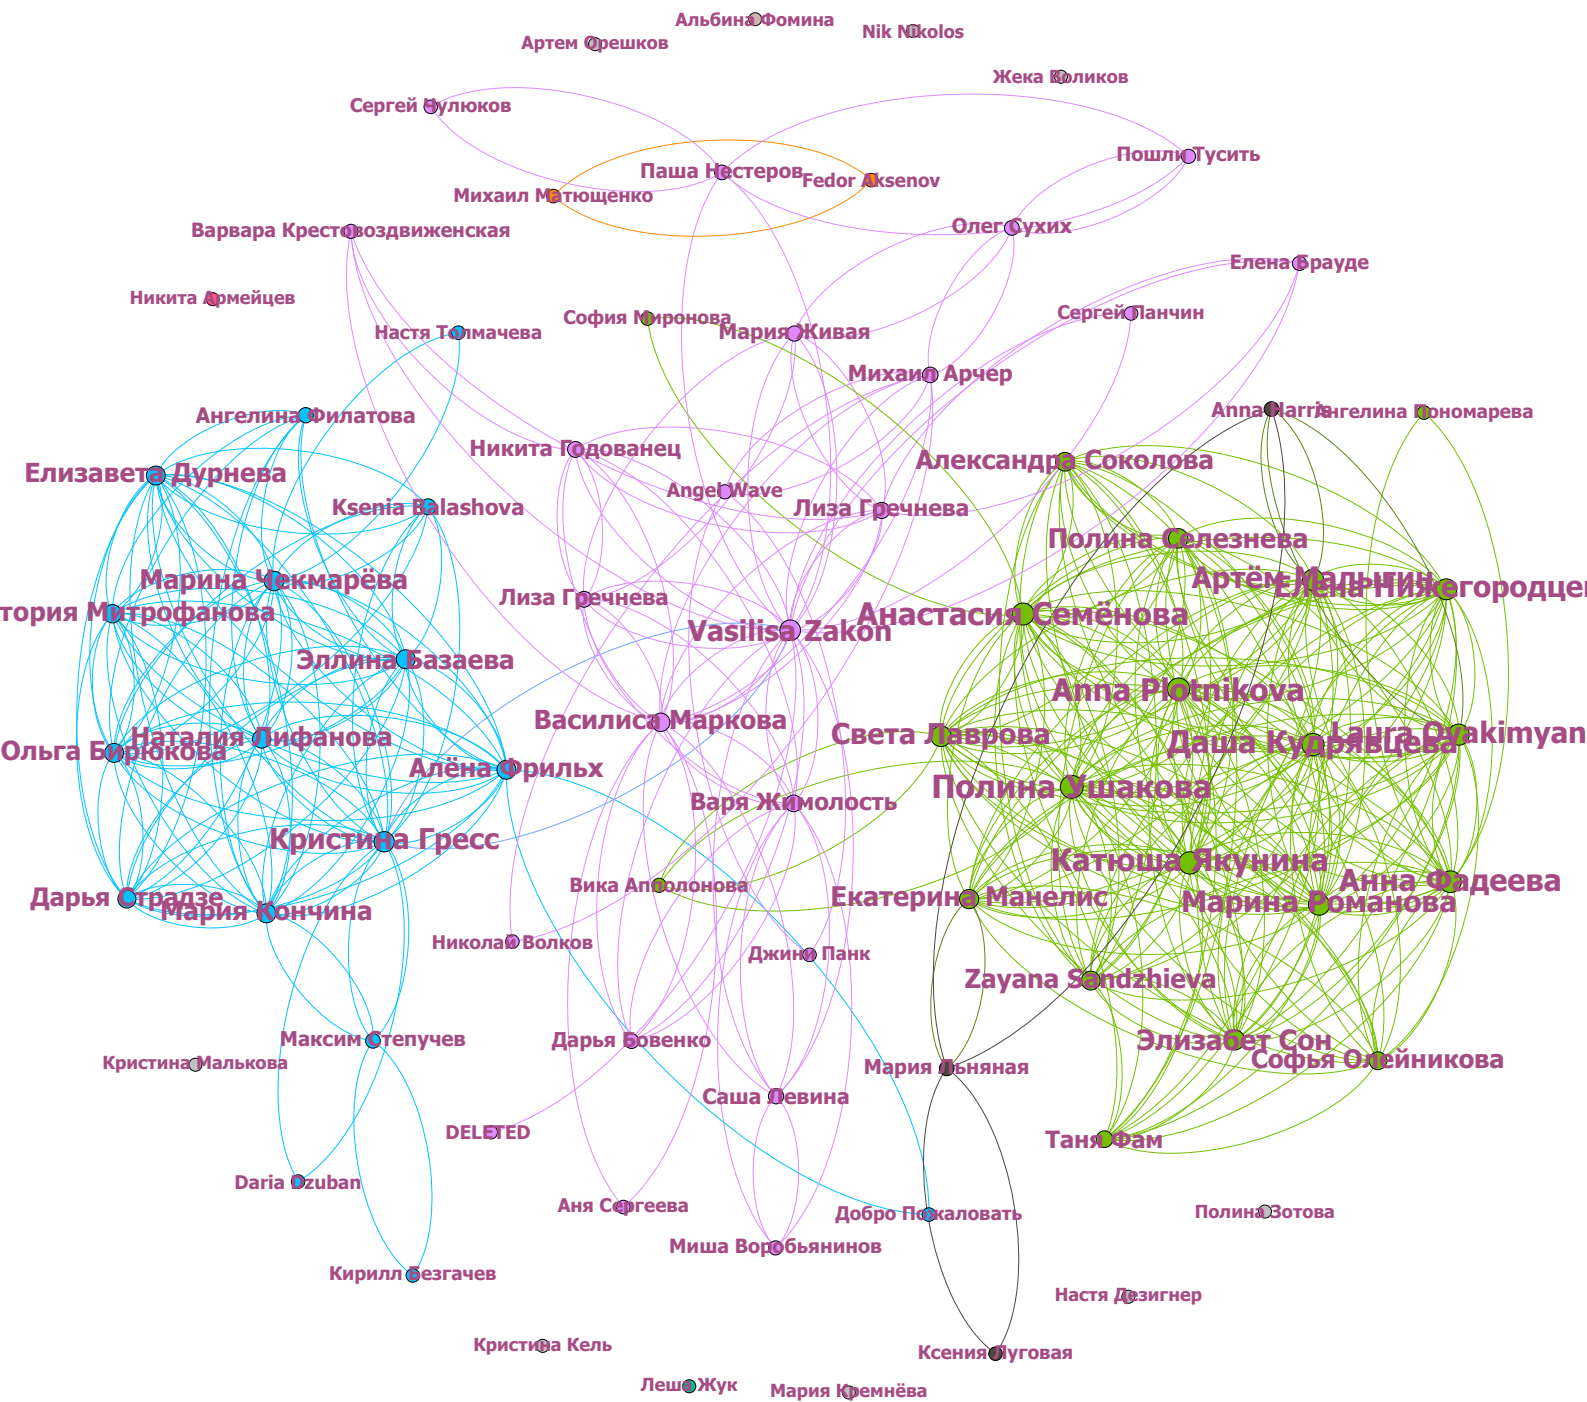 Альбина Фомина
Nik Nikolos
Артем Орешков
Жека Воликов
Сергей Чулюков
Пошли Тусить
Паша Нестеров
Fedor Aksenov
Михаил Матющенко
Олег Сухих
Варвара Крестовоздвиженская
Елена Брауде
Никита Армейцев
Сергей Панчин
София Миронова
Настя Толмачева
Мария Живая
Михаил Арчер
Anna Harris
Ангелина Пономарева
Ангелина Филатова
Никита Годованец
Александра Соколова
Елизавета Дурнева
Angel Wave
Ksenia Balashova
Лиза Гречнева
Полина Селезнева
Марина Чекмарёва
Артём Малыгин
Елена Нижегородцев
Лиза Гречнева
тория Митрофанова
Анастасия Семёнова
Vasilisa Zakon
Эллина Базаева
Anna Plotnikova
Василиса Маркова
Света Лаврова
Laura Ovakimyan
Наталия Лифанова
Даша Кудрявцева
Ольга Бирюкова
Алёна Фрильх
Полина Ушакова
Варя Жимолость
Кристина Гресс
Катюша Якунина
Вика Апполонова
Анна Фадеева
Дарья Страдзе
Екатерина Манелис
Марина Романова
Мария Кончина
Николай Волков
Джини Панк
Zayana Sandzhieva
Максим Степучев
Дарья Бовенко
Элизабет Сон
Кристина Малькова
Софья Олейникова
Мария Льняная
Саша Левина
DELETED
Таня Фам
Daria Dzuban
Аня Сергеева
Добро Пожаловать
Полина Зотова
Миша Воробьянинов
Кирилл Безгачев
Настя Дезигнер
Кристина Кель
Ксения Луговая
Леша Жук
Мария Кремнёва